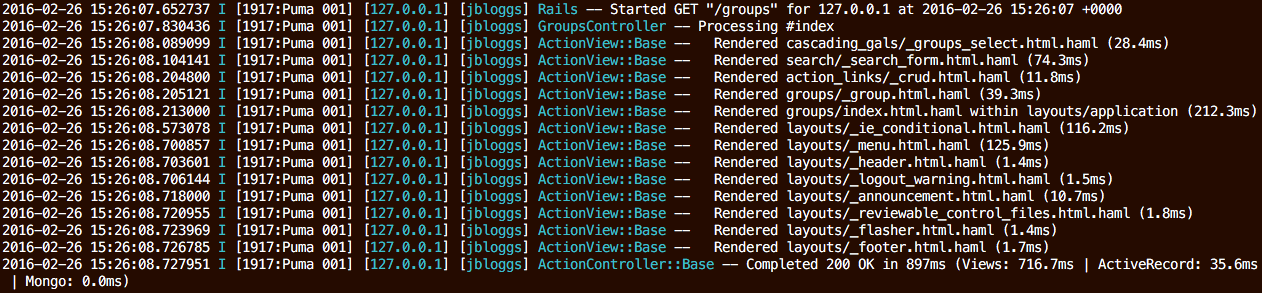 2016-02-26 15:26:07.652737 I [1917:Puma 001] [127.0.0.1] [jbloggs] Rails -- Started GET "/groups" for 127.0.0.1 at 2016-02-26 15:26:07 +0000
2016-02-26 15:26:07.830436 I [1917:Puma 001] [127.0.0.1] [jbloggs] GroupsController -- Processing #index
2016-02-26 15:26:08.089099 I [1917:Puma 001] [127.0.0.1] [jbloggs] ActionView::Base --   Rendered cascading_gals/_groups_select.html.haml (28.4ms)
2016-02-26 15:26:08.104141 I [1917:Puma 001] [127.0.0.1] [jbloggs] ActionView::Base --   Rendered search/_search_form.html.haml (74.3ms)
2016-02-26 15:26:08.204800 I [1917:Puma 001] [127.0.0.1] [jbloggs] ActionView::Base --   Rendered action_links/_crud.html.haml (11.8ms)
2016-02-26 15:26:08.205121 I [1917:Puma 001] [127.0.0.1] [jbloggs] ActionView::Base --   Rendered groups/_group.html.haml (39.3ms)
2016-02-26 15:26:08.213000 I [1917:Puma 001] [127.0.0.1] [jbloggs] ActionView::Base --   Rendered groups/index.html.haml within layouts/application (212.3ms)
2016-02-26 15:26:08.573078 I [1917:Puma 001] [127.0.0.1] [jbloggs] ActionView::Base --   Rendered layouts/_ie_conditional.html.haml (116.2ms)
2016-02-26 15:26:08.700857 I [1917:Puma 001] [127.0.0.1] [jbloggs] ActionView::Base --   Rendered layouts/_menu.html.haml (125.9ms)
2016-02-26 15:26:08.703601 I [1917:Puma 001] [127.0.0.1] [jbloggs] ActionView::Base --   Rendered layouts/_header.html.haml (1.4ms)
2016-02-26 15:26:08.706144 I [1917:Puma 001] [127.0.0.1] [jbloggs] ActionView::Base --   Rendered layouts/_logout_warning.html.haml (1.5ms)
2016-02-26 15:26:08.718000 I [1917:Puma 001] [127.0.0.1] [jbloggs] ActionView::Base --   Rendered layouts/_announcement.html.haml (10.7ms)
2016-02-26 15:26:08.720955 I [1917:Puma 001] [127.0.0.1] [jbloggs] ActionView::Base --   Rendered layouts/_reviewable_control_files.html.haml (1.8ms)
2016-02-26 15:26:08.723969 I [1917:Puma 001] [127.0.0.1] [jbloggs] ActionView::Base --   Rendered layouts/_flasher.html.haml (1.4ms)
2016-02-26 15:26:08.726785 I [1917:Puma 001] [127.0.0.1] [jbloggs] ActionView::Base --   Rendered layouts/_footer.html.haml (1.7ms)
2016-02-26 15:26:08.727951 I [1917:Puma 001] [127.0.0.1] [jbloggs] ActionController::Base -- Completed 200 OK in 897ms (Views: 716.7ms | ActiveRecord: 35.6ms
 | Mongo: 0.0ms)